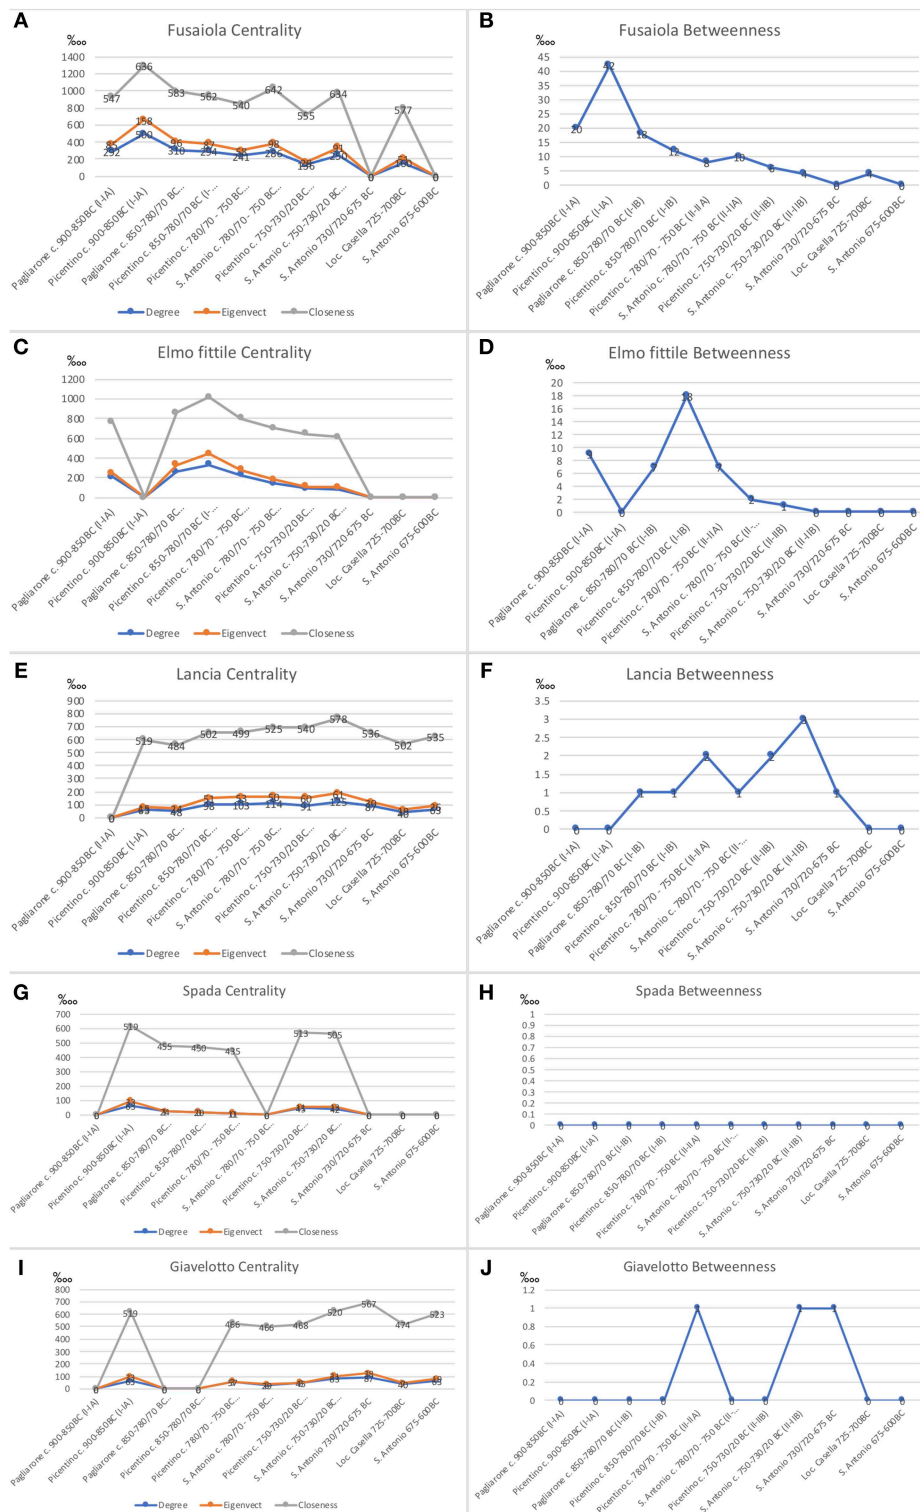 A
Fusaiola Centrality
‱
1400
1200
1000
800
600
400
200
0
547
636
583
562
540
642
555
634
0
577
0
158
96
98
292
500
310
294
241
286
136
250
160
Pagliarone c. 900-850BC (I-IA)
Picentino c. 900-850BC (I-IA)
Pagliarone c. 850-780/70 BC…
Picentino c. 850-780/70 BC (I-…
Picentino c. 780/70 - 750 BC…
S. Antonio c. 780/70 - 750 BC…
Picentino c. 750-730/20 BC…
S. Antonio c. 750-730/20 BC…
S. Antonio 730/720-675 BC
Loc. Casella 725-700BC
S. Antonio 675-600BC
Degree Eigenvect Closeness
B
Fusaiola Betweenness
‱
45
40
35
30
25
20
15
10
5
0
20
42
18
12
8
10
6
4
0
4
0
Pagliarone c. 900-850BC (I-IA)
Picentino c. 900-850BC (I-IA)
Pagliarone c. 850-780/70 BC (I-IB)
Picentino c. 850-780/70 BC (I-IB)
Picentino c. 780/70 - 750 BC (II-IIA)
S. Antonio c. 780/70 - 750 BC (II-IIA)
Picentino c. 750-730/20 BC (II-IIB)
S. Antonio c. 750-730/20 BC (II-IIB)
S. Antonio 730/720-675 BC
Loc. Casella 725-700BC
S. Antonio 675-600BC
C
Elmo fittile Centrality
‱
1200
1000
800
600
400
200
0
Pagliarone c. 900-850BC (I-IA)
Picentino c. 900-850BC (I-IA)
Pagliarone c. 850-780/70 BC…
Picentino c. 850-780/70 BC (I-…
Picentino c. 780/70 - 750 BC…
S. Antonio c. 780/70 - 750 BC…
Picentino c. 750-730/20 BC…
S. Antonio c. 750-730/20 BC…
S. Antonio 730/720-675 BC
Loc. Casella 725-700BC
S. Antonio 675-600BC
Degree Eigenvect Closeness
D
Elmo fittile Betweenness
‱
20
18
16
14
12
10
8
6
4
2
0
9
0
7
18
7
2
1
0
0
0
0
Pagliarone c. 900-850BC (I-IA)
Picentino c. 900-850BC (I-IA)
Pagliarone c. 850-780/70 BC (I-IB)
Picentino c. 850-780/70 BC (I-IB)
Picentino c. 780/70 - 750 BC (II-IIA)
S. Antonio c. 780/70 - 750 BC (II-…
Picentino c. 750-730/20 BC (II-IIB)
S. Antonio c. 750-730/20 BC (II-IIB)
S. Antonio 730/720-675 BC
Loc. Casella 725-700BC
S. Antonio 675-600BC
E
Lancia Centrality
‱
900
800
700
600
500
400
300
200
100
0
0
519
484
502
499
525
540
578
536
502
535
48
98
103
114
91
125
87
40
63
Pagliarone c. 900-850BC (I-IA)
Picentino c. 900-850BC (I-IA)
Pagliarone c. 850-780/70 BC…
Picentino c. 850-780/70 BC…
Picentino c. 780/70 - 750 BC…
S. Antonio c. 780/70 - 750 BC…
Picentino c. 750-730/20 BC…
S. Antonio c. 750-730/20 BC…
S. Antonio 730/720-675 BC
Loc. Casella 725-700BC
S. Antonio 675-600BC
Degree Eigenvect Closeness
F
Lancia Betweenness
‱
3.5
3
2.5
2
1.5
1
0.5
0
0
0
1
1
2
1
2
3
1
0
0
Pagliarone c. 900-850BC (I-IA)
Picentino c. 900-850BC (I-IA)
Pagliarone c. 850-780/70 BC (I-IB)
Picentino c. 850-780/70 BC (I-IB)
Picentino c. 780/70 - 750 BC (II-IIA)
S. Antonio c. 780/70 - 750 BC (II-…
Picentino c. 750-730/20 BC (II-IIB)
S. Antonio c. 750-730/20 BC (II-IIB)
S. Antonio 730/720-675 BC
Loc. Casella 725-700BC
S. Antonio 675-600BC
G
Spada Centrality
‱
700
600
500
400
300
200
100
0
0
519
455
450
435
0
513
505
0
0
0
Pagliarone c. 900-850BC (I-IA)
Picentino c. 900-850BC (I-IA)
Pagliarone c. 850-780/70 BC…
Picentino c. 850-780/70 BC…
Picentino c. 780/70 - 750 BC…
S. Antonio c. 780/70 - 750 BC…
Picentino c. 750-730/20 BC…
S. Antonio c. 750-730/20 BC…
S. Antonio 730/720-675 BC
Loc. Casella 725-700BC
S. Antonio 675-600BC
Degree Eigenvect Closeness
H
Spada Betweenness
‱
1
0.9
0.8
0.7
0.6
0.5
0.4
0.3
0.2
0.1
0
0
0
0
0
0
0
0
0
0
0
0
Pagliarone c. 900-850BC (I-IA)
Picentino c. 900-850BC (I-IA)
Pagliarone c. 850-780/70 BC (I-IB)
Picentino c. 850-780/70 BC (I-IB)
Picentino c. 780/70 - 750 BC (II-IIA)
S. Antonio c. 780/70 - 750 BC (II-…
Picentino c. 750-730/20 BC (II-IIB)
S. Antonio c. 750-730/20 BC (II-IIB)
S. Antonio 730/720-675 BC
Loc. Casella 725-700BC
S. Antonio 675-600BC
I
Giavelotto Centrality
‱
800
700
600
500
400
300
200
100
0
0
519
0
0
466
466
468
520
567
474
523
Pagliarone c. 900-850BC (I-IA)
Picentino c. 900-850BC (I-IA)
Pagliarone c. 850-780/70 BC…
Picentino c. 850-780/70 BC…
Picentino c. 780/70 - 750 BC…
S. Antonio c. 780/70 - 750 BC…
Picentino c. 750-730/20 BC…
S. Antonio c. 750-730/20 BC…
S. Antonio 730/720-675 BC
Loc. Casella 725-700BC
S. Antonio 675-600BC
Degree Eigenvect Closeness
J
Giavelotto Betweenness
‱
1.2
1
0.8
0.6
0.4
0.2
0
0
0
0
0
1
0
0
1
1
0
0
Pagliarone c. 900-850BC (I-IA)
Picentino c. 900-850BC (I-IA)
Pagliarone c. 850-780/70 BC (I-IB)
Picentino c. 850-780/70 BC (I-IB)
Picentino c. 780/70 - 750 BC (II-IIA)
S. Antonio c. 780/70 - 750 BC (II-…
Picentino c. 750-730/20 BC (II-IIB)
S. Antonio c. 750-730/20 BC (II-IIB)
S. Antonio 730/720-675 BC
Loc. Casella 725-700BC
S. Antonio 675-600BC